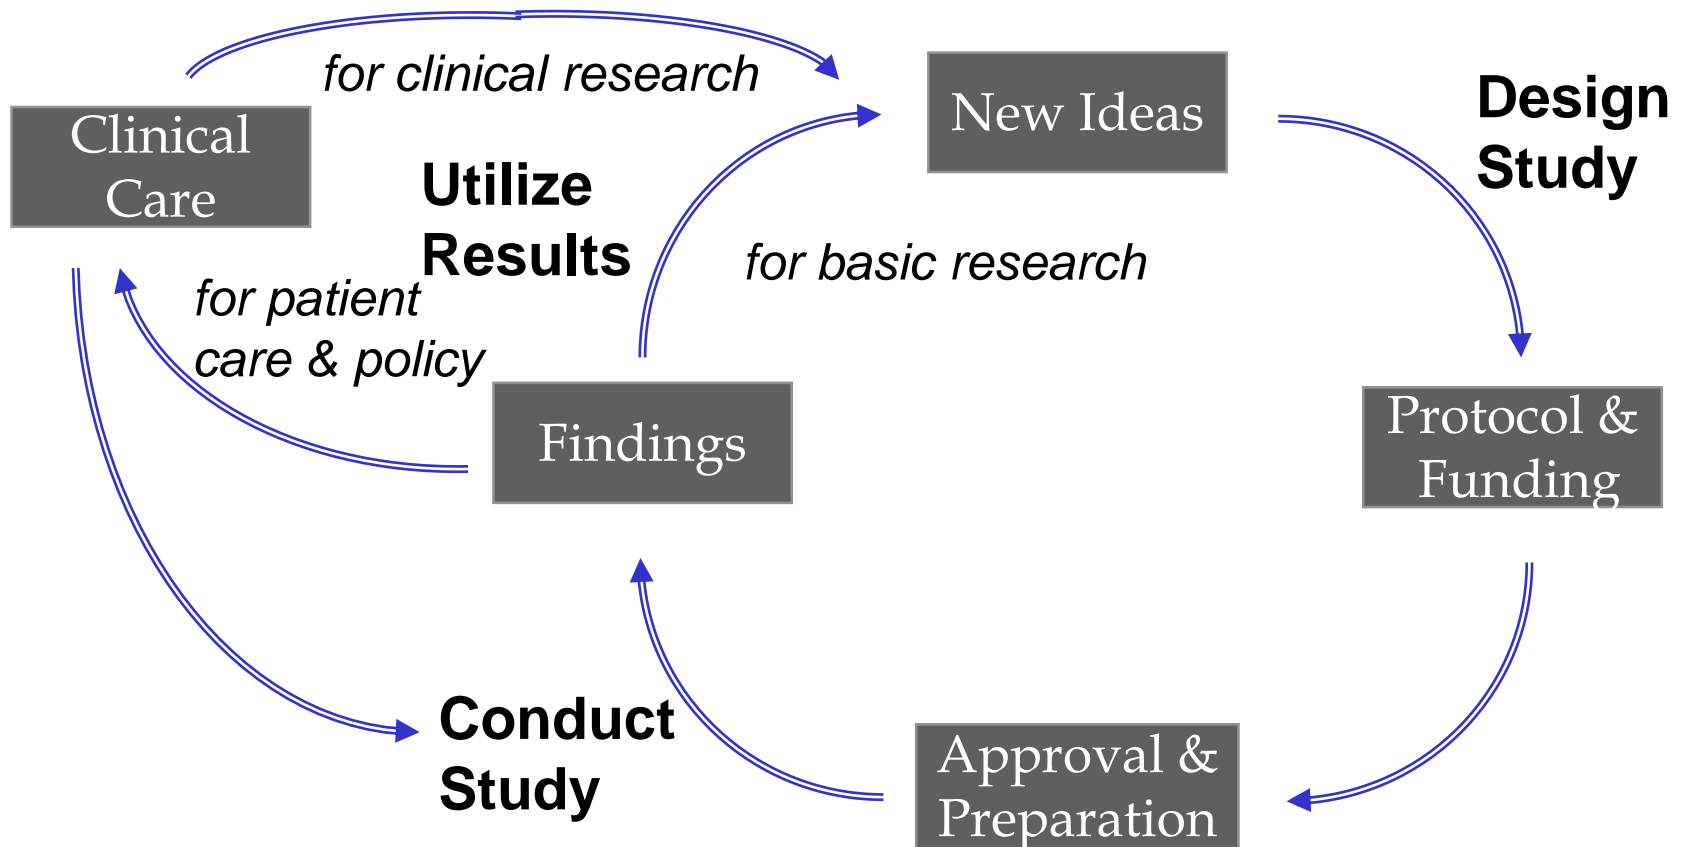 for clinical research
New Ideas
Design
Study
Clinical
Care
Utilize
Results
for basic research
for patient
care & policy
Findings
Protocol &
Funding
Conduct
Study
Approval &
Preparation